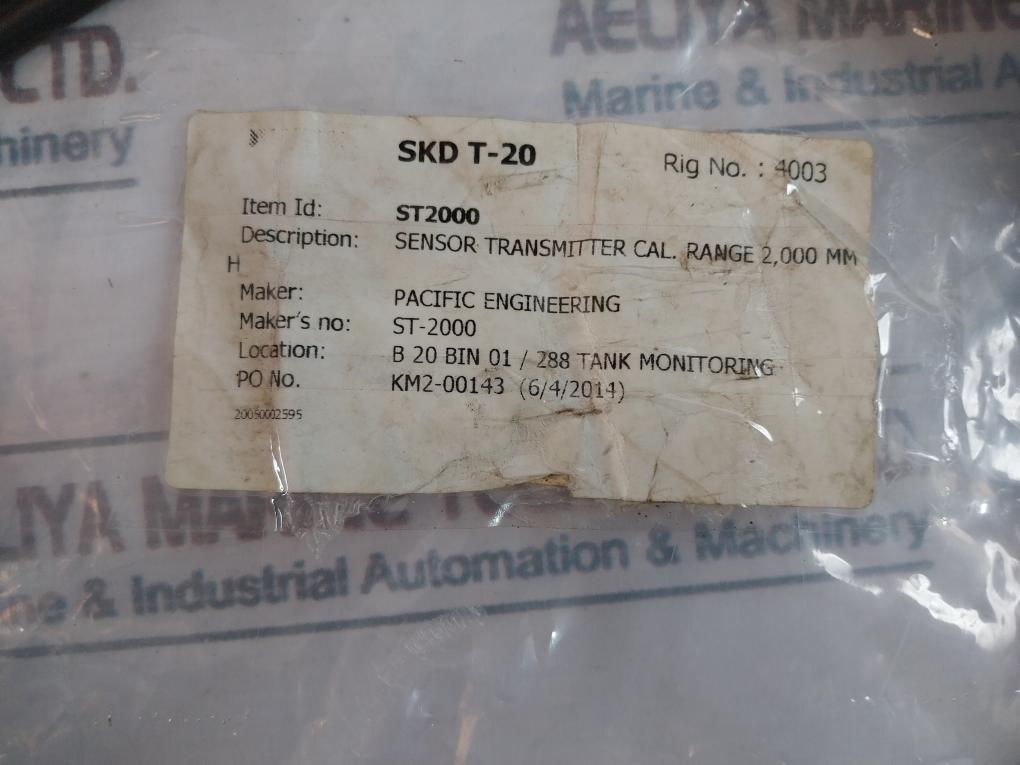 LTD.
AELIYA MARINE
Marine & Industrial A
hinery
SKD T-20
Rig No. : 4003
Item Id: ST2000
Description: SENSOR TRANSMITTER CAL. RANGE 2,000 MM
H
Maker: PACIFIC ENGINEERING
Maker's no: ST-2000
Location: B 20 BIN 01 / 288 TANK MONITORING
PO No. KM2-00143 (6/4/2014)
20050002595
LIYA MARINE
ne & Industrial Automation & Machinery